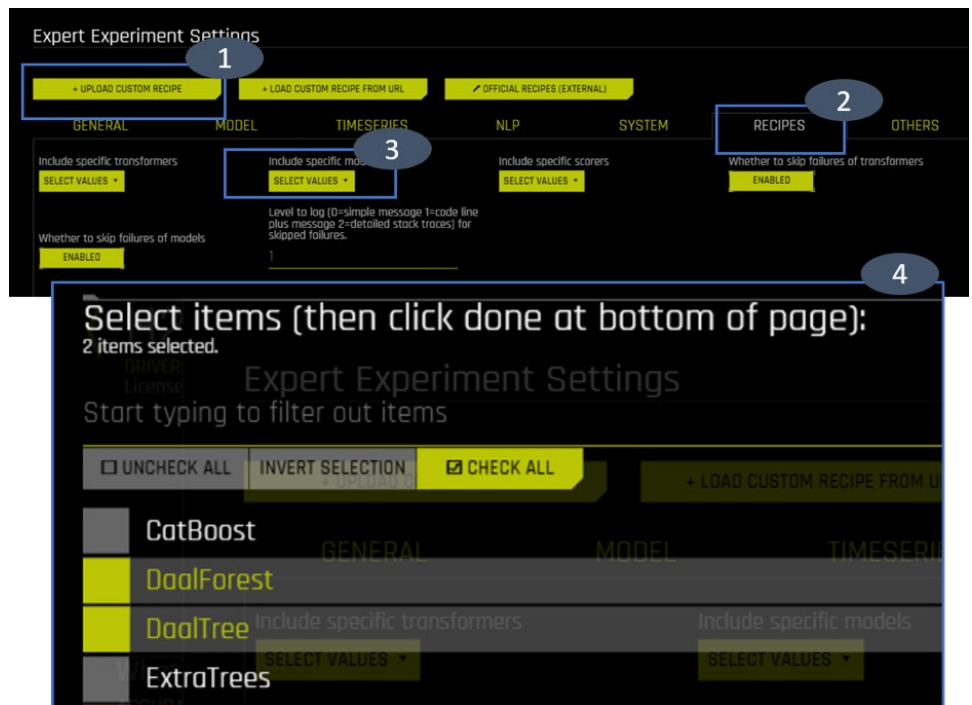 Expert Experiment Settings
1
+ UPLOAD CUSTOM RECIPE
+ LOAD CUSTOM RECIPE FROM URL
OFFICIAL RECIPES (EXTERNAL)
2
GENERAL
MODEL
TIMESERIES
NLP
SYSTEM
RECIPES
OTHERS
3
Include specific transformers
SELECT VALUES
Include specific
SELECT VALUES
Include specific scorers
SELECT VALUES
Whether to skip failures of transformers
ENABLED
Whether to skip failures of models
ENABLED
Level to log (0=simple message 1=code line
plus message 2=detailed stack traces) for
skipped failures.
1
4
Select items (then click done at bottom of page):
2 items selected.
DRIVER
License
Expert Experiment Settings
Start typing to filter out items
UNCHECK ALL
INVERT SELECTION
CHECK ALL
+ LOAD CUSTOM RECIPE FROM
CatBoost
GENERAL
MODEL
DaalForest
DaalTree
Include specific transformers
Include specific models
SELECT VALUES
SELECT VALUES
ExtraTrees